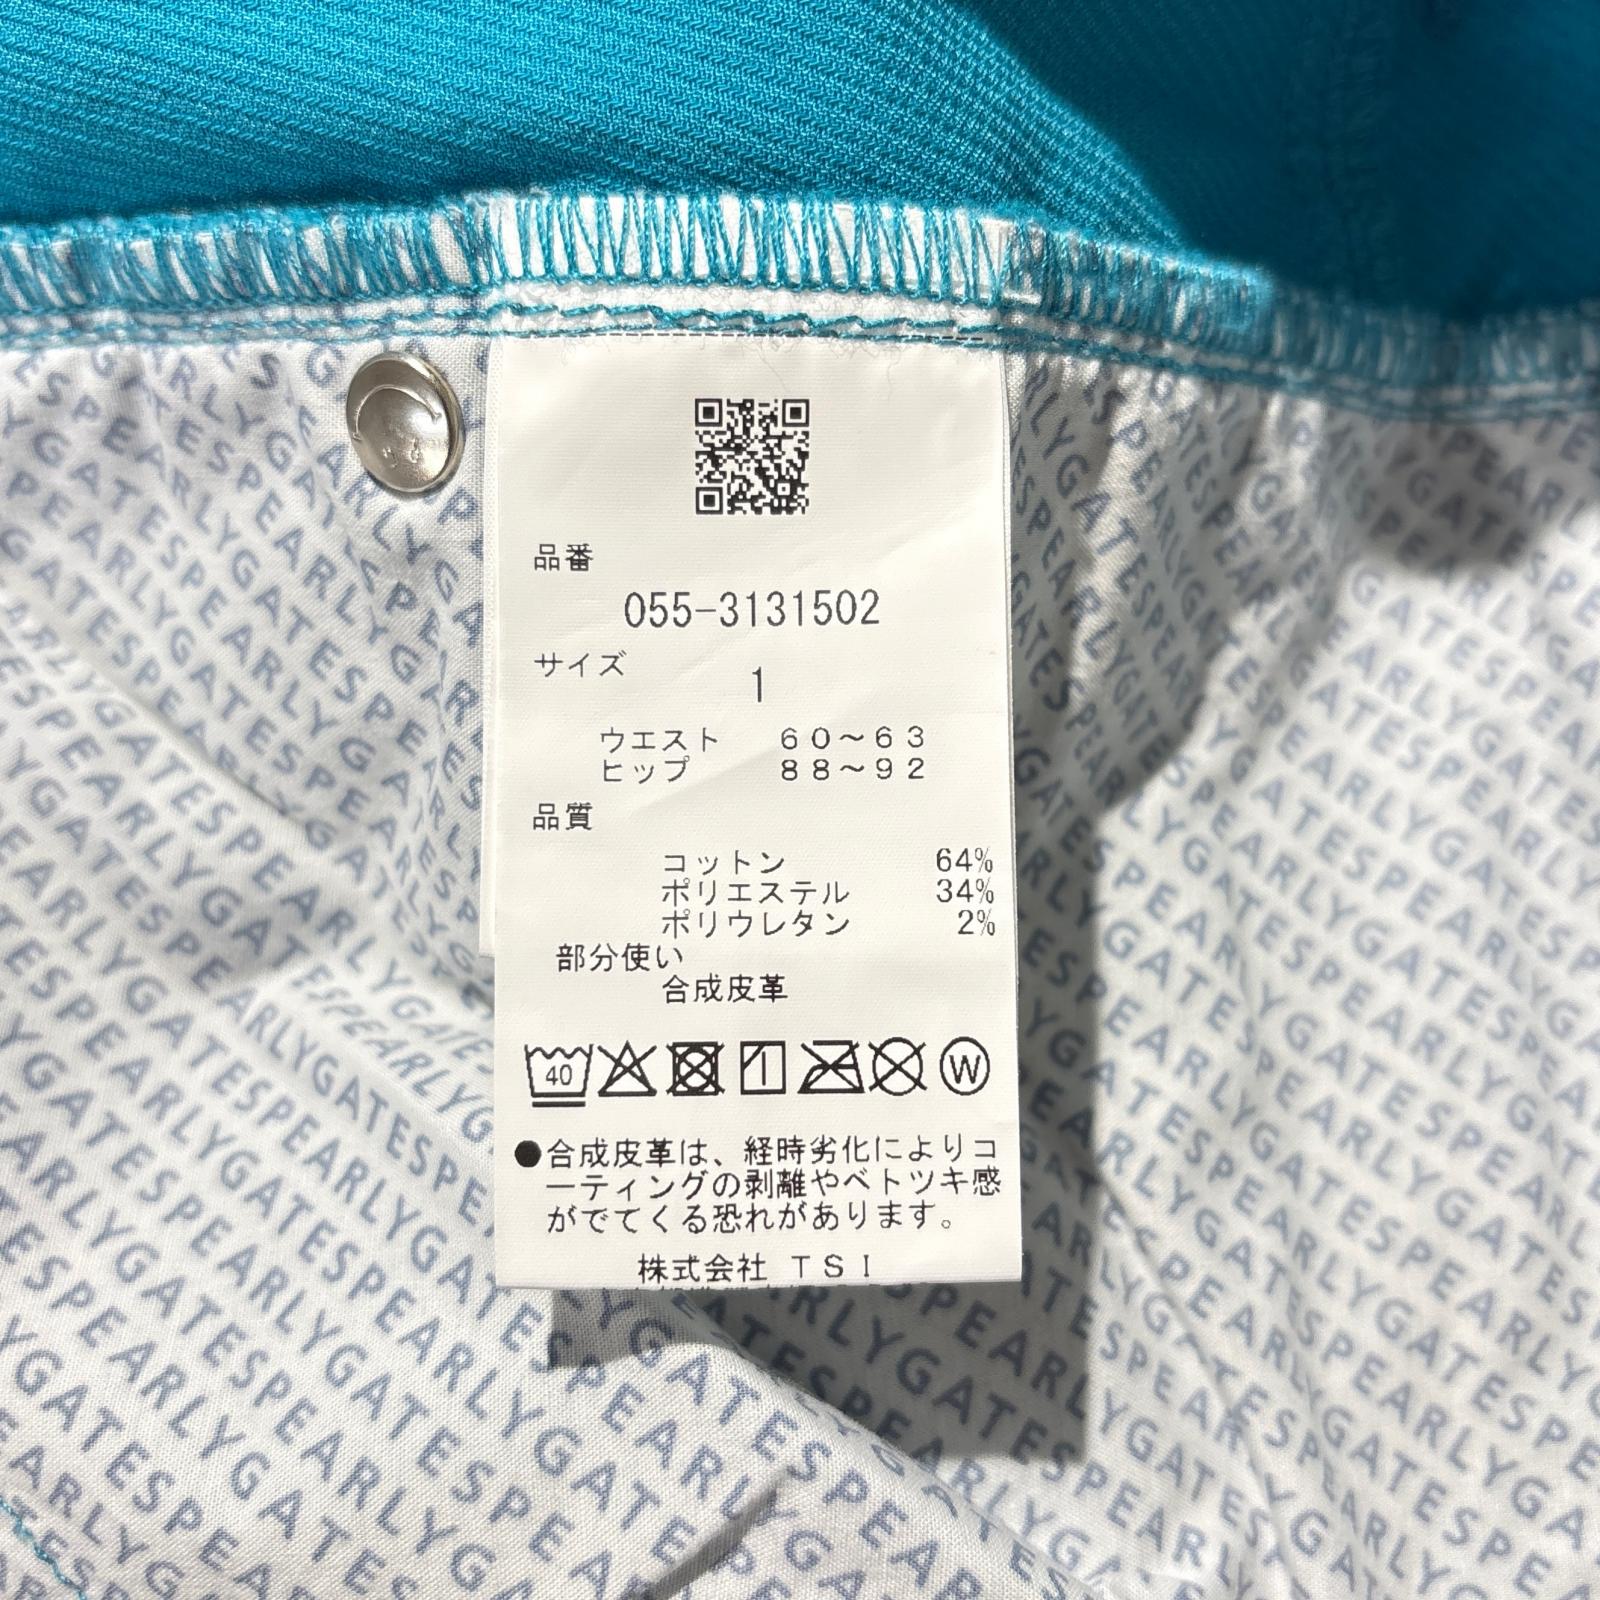 品番
055-3131502
サイズ
1
ウエスト 60〜63
ヒップ 88〜92
品質
コットン 64%
ポリエステル 34%
ポリウレタン 2%
部分使い
合成皮革
40
W
●合成皮革は、経時劣化によりコ
ーティングの剥離やベトツキ感
がでてくる恐れがあります。
株式会社 TSI
PEARLYGATES